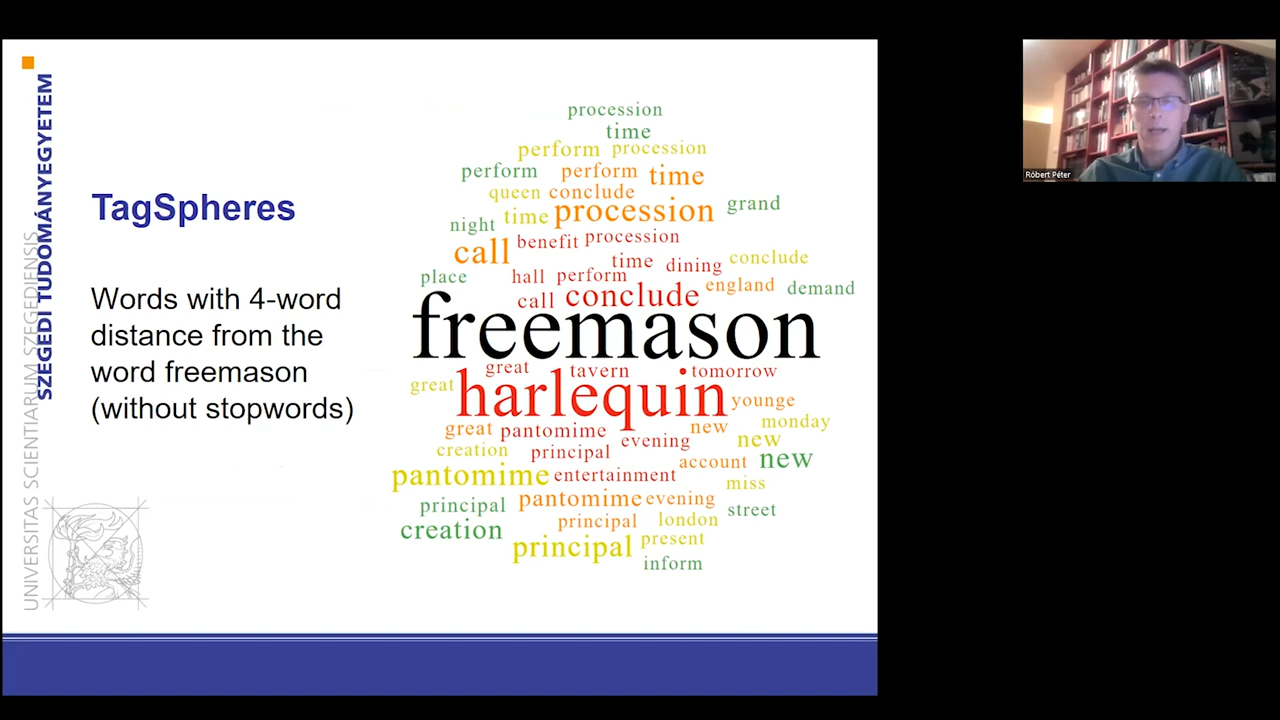 SZEGEDI TUDOMÁNYEGYETEM
UNIVERSITAS SCIENTIARUM SZEGEDIENSIS
TagSpheres
Words with 4-word
distance from the
word freemason
(without stopwords)
procession
time
perform procession
perform perform time
queen conclude
night time procession grand
call benefit procession
time dining conclude
place hall perform
call conclude england demand
freemason
great tavern tomorrow
great harlequin younge
great pantomime evening new monday
creation principal new
pantomime entertainment account new
miss
principal pantomime evening
creation principal london street
principal present
inform
Róbert Péter